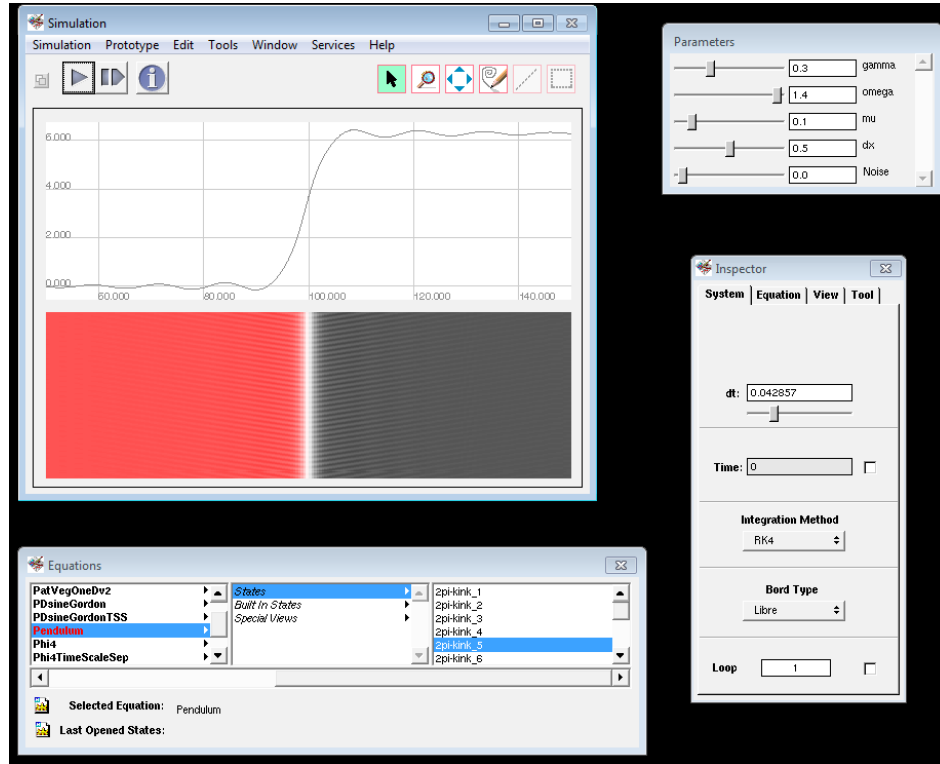 Simulation
Simulation Prototype Edit Tools Window Services Help
6.000
4.000
2.000
0.000
60.000 80.000 100.000 120.000 140.000
Parameters
0.3 gamma
1.4 omega
0.1 mu
0.5 dx
0.0 Noise
Inspector
System Equation View Tool
dt: 0.042857
Time: 0
Integration Method
RK4
Bord Type
Libre
Loop 1
Equations
PatVegOneDv2 States 2pi-kink_1
PDsineGordon Built In States 2pi-kink_2
PDsineGordonTSS Special Views 2pi-kink_3
Pendulum 2pi-kink_4
Phi4 2pi-kink_5
Phi4TimeScaleSep 2pi-kink_6
Selected Equation: Pendulum
Last Opened States: